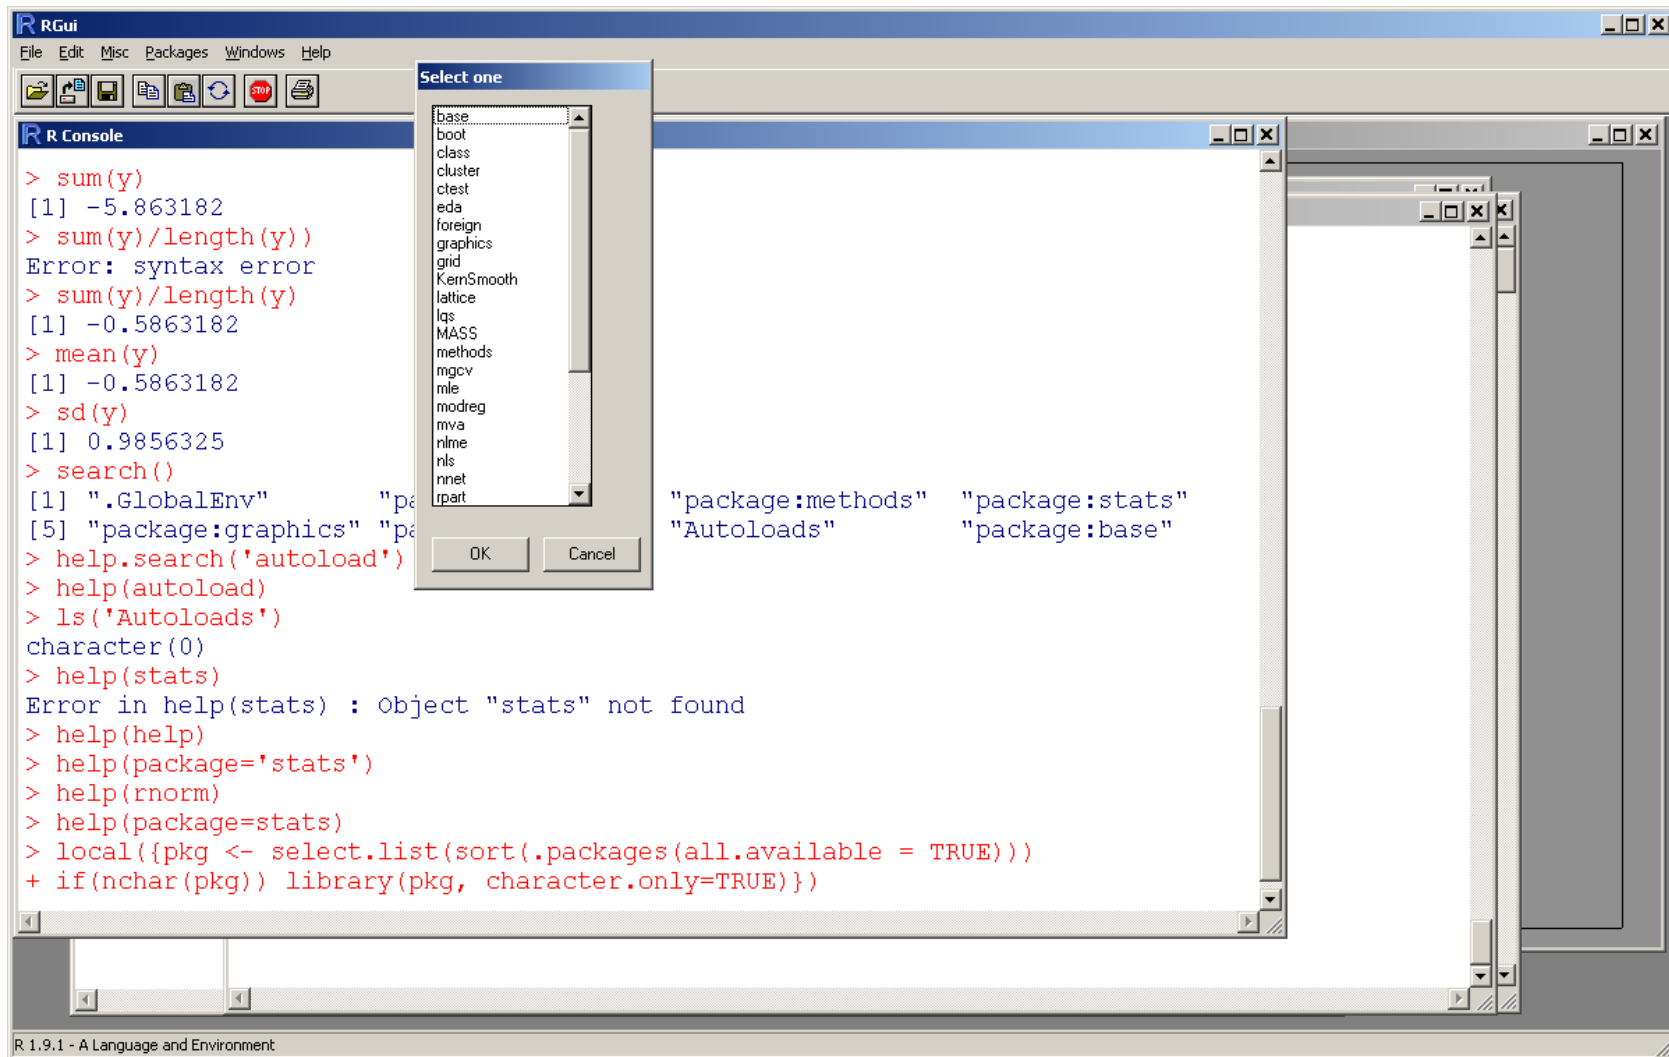 RGui
File Edit Misc Packages Windows Help
STOP
Select one
base
boot
class
cluster
ctest
eda
foreign
graphics
grid
KernSmooth
lattice
lqs
MASS
methods
mgcv
mle
modreg
mva
nlme
nls
nnet
rpart
OK Cancel
R Console
> sum(y)
[1] -5.863182
> sum(y)/length(y))
Error: syntax error
> sum(y)/length(y)
[1] -0.5863182
> mean(y)
[1] -0.5863182
> sd(y)
[1] 0.9856325
> search()
[1] ".GlobalEnv" "package:methods" "package:stats"
[5] "package:graphics" "Autoloads" "package:base"
> help.search('autoload')
> help(autoload)
> ls('Autoloads')
character(0)
> help(stats)
Error in help(stats) : Object "stats" not found
> help(help)
> help(package='stats')
> help(rnorm)
> help(package=stats)
> local({pkg <- select.list(sort(.packages(all.available = TRUE)))
+ if(nchar(pkg)) library(pkg, character.only=TRUE)})
R 1.9.1 - A Language and Environment